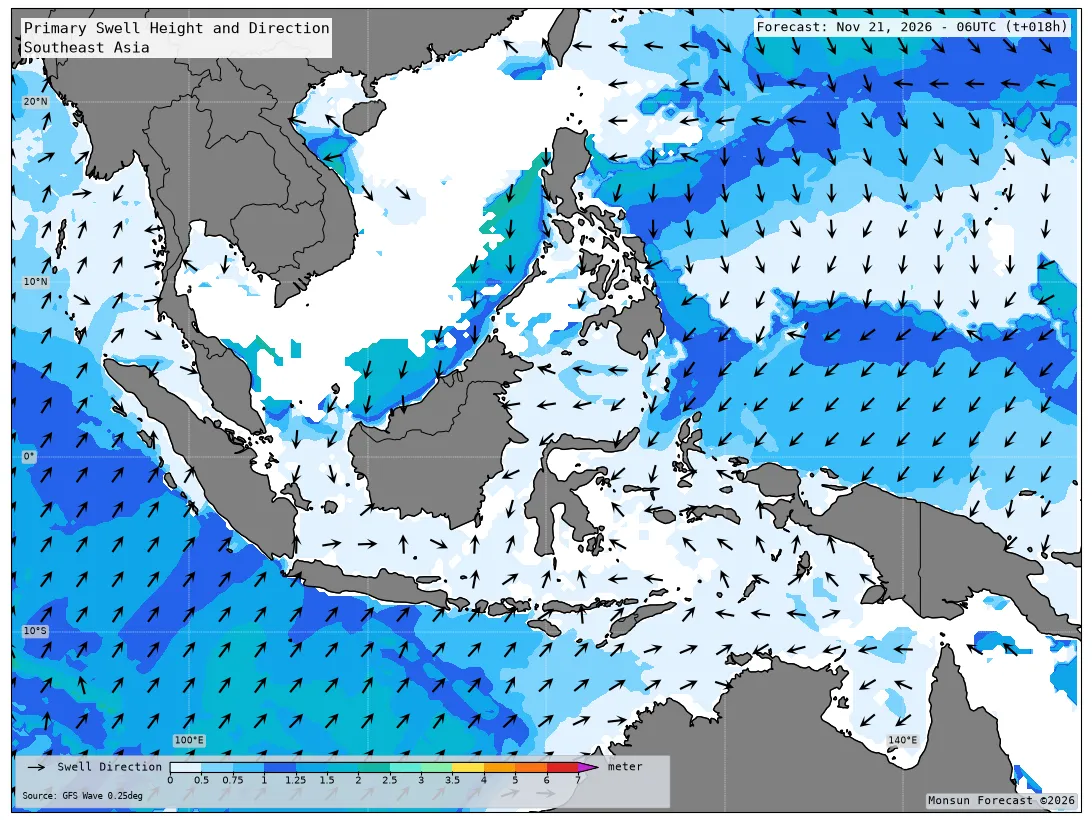 Primary Swell Height and Direction
Southeast Asia
Forecast: Nov 21, 2026 - 06UTC (t+018h)
20°N
10°N
0°
10°S
100°E
140°E
Swell Direction
0 0.5 0.75 1 1.25 1.5 2 2.5 3 3.5 4 5 6 7
meter
Source: GFS Wave 0.25deg
Monsun Forecast ©2026